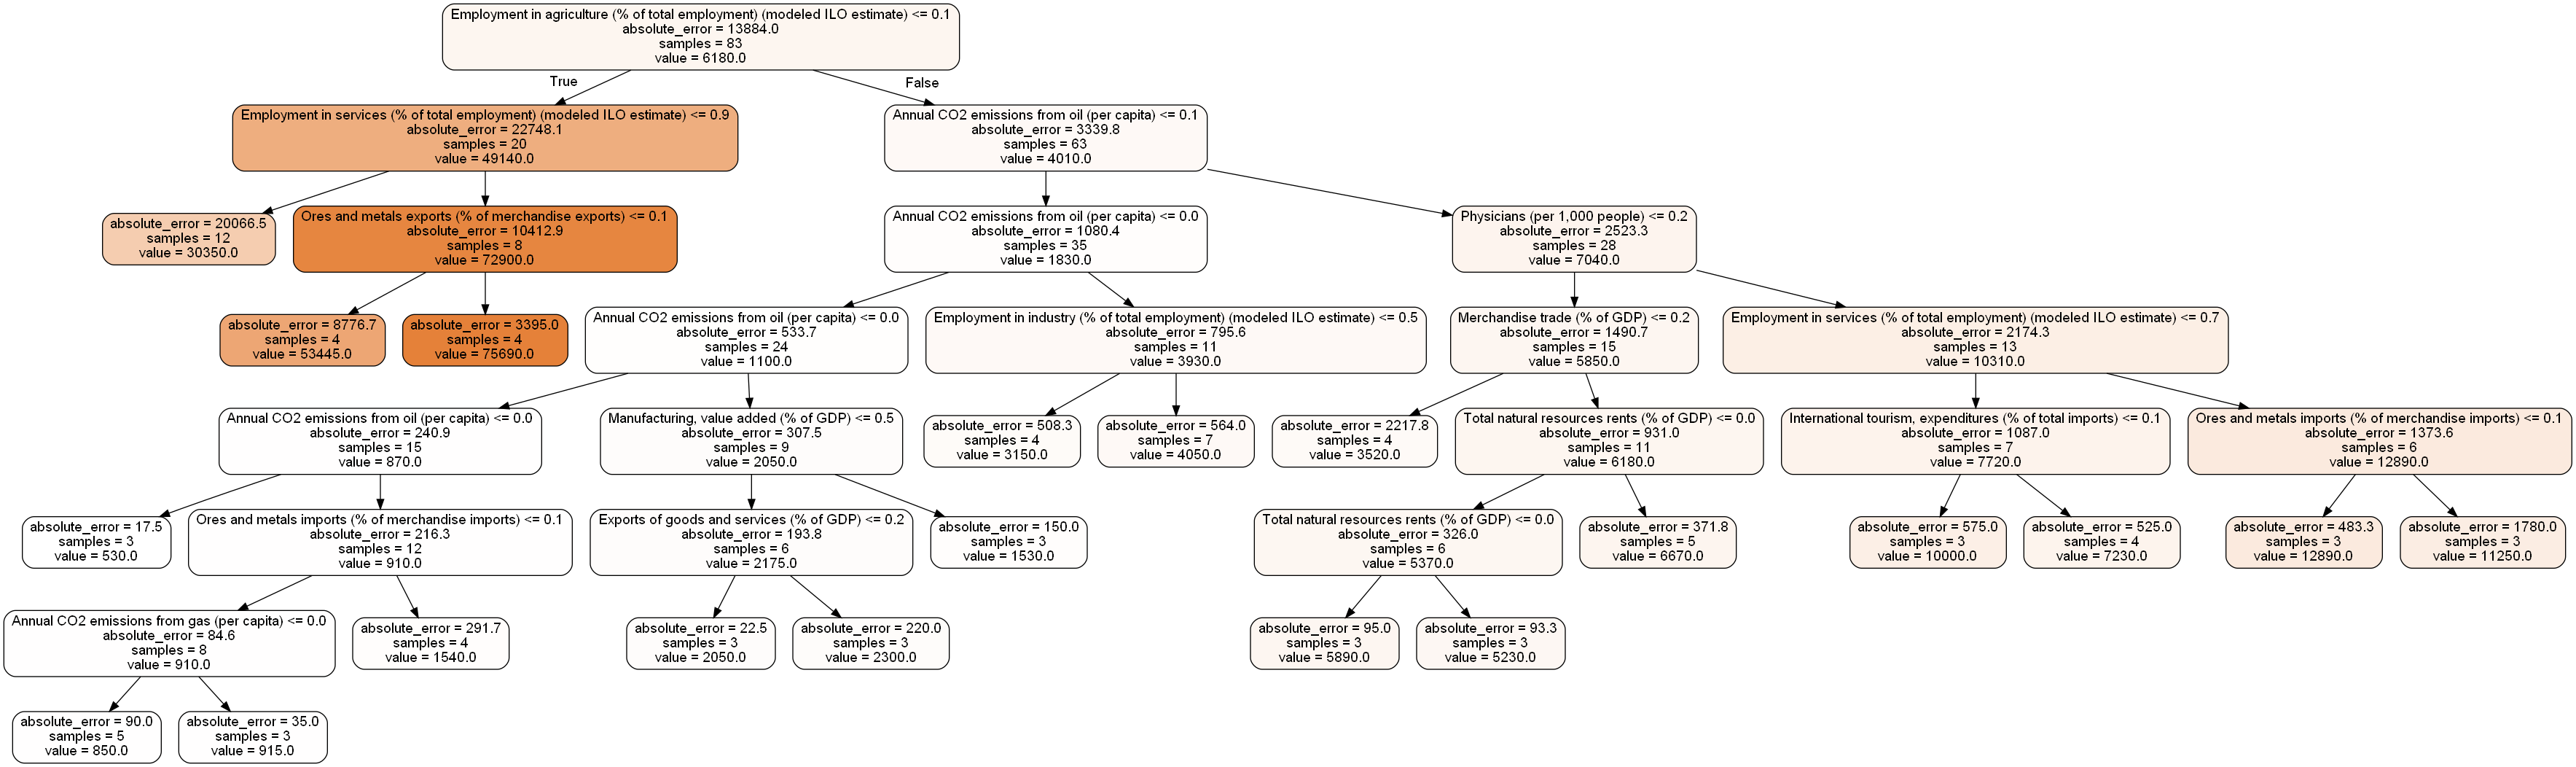 Employment in agriculture (% of total employment) (modeled ILO estimate) <= 0.1
absolute_error = 13884.0
samples = 83
value = 6180.0
True
False
Employment in services (% of total employment) (modeled ILO estimate) <= 0.9
absolute_error = 22748.1
samples = 20
value = 49140.0
Annual CO2 emissions from oil (per capita) <= 0.1
absolute_error = 3339.8
samples = 63
value = 4010.0
absolute_error = 20066.5
samples = 12
value = 30350.0
Ores and metals exports (% of merchandise exports) <= 0.1
absolute_error = 10412.9
samples = 8
value = 72900.0
Annual CO2 emissions from oil (per capita) <= 0.0
absolute_error = 1080.4
samples = 35
value = 1830.0
Physicians (per 1,000 people) <= 0.2
absolute_error = 2523.3
samples = 28
value = 7040.0
absolute_error = 8776.7
samples = 4
value = 53445.0
absolute_error = 3395.0
samples = 4
value = 75690.0
Annual CO2 emissions from oil (per capita) <= 0.0
absolute_error = 533.7
samples = 24
value = 1100.0
Employment in industry (% of total employment) (modeled ILO estimate) <= 0.5
absolute_error = 795.6
samples = 11
value = 3930.0
Merchandise trade (% of GDP) <= 0.2
absolute_error = 1490.7
samples = 15
value = 5850.0
Employment in services (% of total employment) (modeled ILO estimate) <= 0.7
absolute_error = 2174.3
samples = 13
value = 10310.0
Annual CO2 emissions from oil (per capita) <= 0.0
absolute_error = 240.9
samples = 15
value = 870.0
Manufacturing, value added (% of GDP) <= 0.5
absolute_error = 307.5
samples = 9
value = 2050.0
absolute_error = 508.3
samples = 4
value = 3150.0
absolute_error = 564.0
samples = 7
value = 4050.0
absolute_error = 2217.8
samples = 4
value = 3520.0
Total natural resources rents (% of GDP) <= 0.0
absolute_error = 931.0
samples = 11
value = 6180.0
International tourism, expenditures (% of total imports) <= 0.1
absolute_error = 1087.0
samples = 7
value = 7720.0
Ores and metals imports (% of merchandise imports) <= 0.1
absolute_error = 1373.6
samples = 6
value = 12890.0
absolute_error = 17.5
samples = 3
value = 530.0
Ores and metals imports (% of merchandise imports) <= 0.1
absolute_error = 216.3
samples = 12
value = 910.0
Exports of goods and services (% of GDP) <= 0.2
absolute_error = 193.8
samples = 6
value = 2175.0
absolute_error = 150.0
samples = 3
value = 1530.0
Total natural resources rents (% of GDP) <= 0.0
absolute_error = 326.0
samples = 6
value = 5370.0
absolute_error = 371.8
samples = 5
value = 6670.0
absolute_error = 575.0
samples = 3
value = 10000.0
absolute_error = 525.0
samples = 4
value = 7230.0
absolute_error = 483.3
samples = 3
value = 12890.0
absolute_error = 1780.0
samples = 3
value = 11250.0
Annual CO2 emissions from gas (per capita) <= 0.0
absolute_error = 84.6
samples = 8
value = 910.0
absolute_error = 291.7
samples = 4
value = 1540.0
absolute_error = 22.5
samples = 3
value = 2050.0
absolute_error = 220.0
samples = 3
value = 2300.0
absolute_error = 95.0
samples = 3
value = 5890.0
absolute_error = 93.3
samples = 3
value = 5230.0
absolute_error = 90.0
samples = 5
value = 850.0
absolute_error = 35.0
samples = 3
value = 915.0